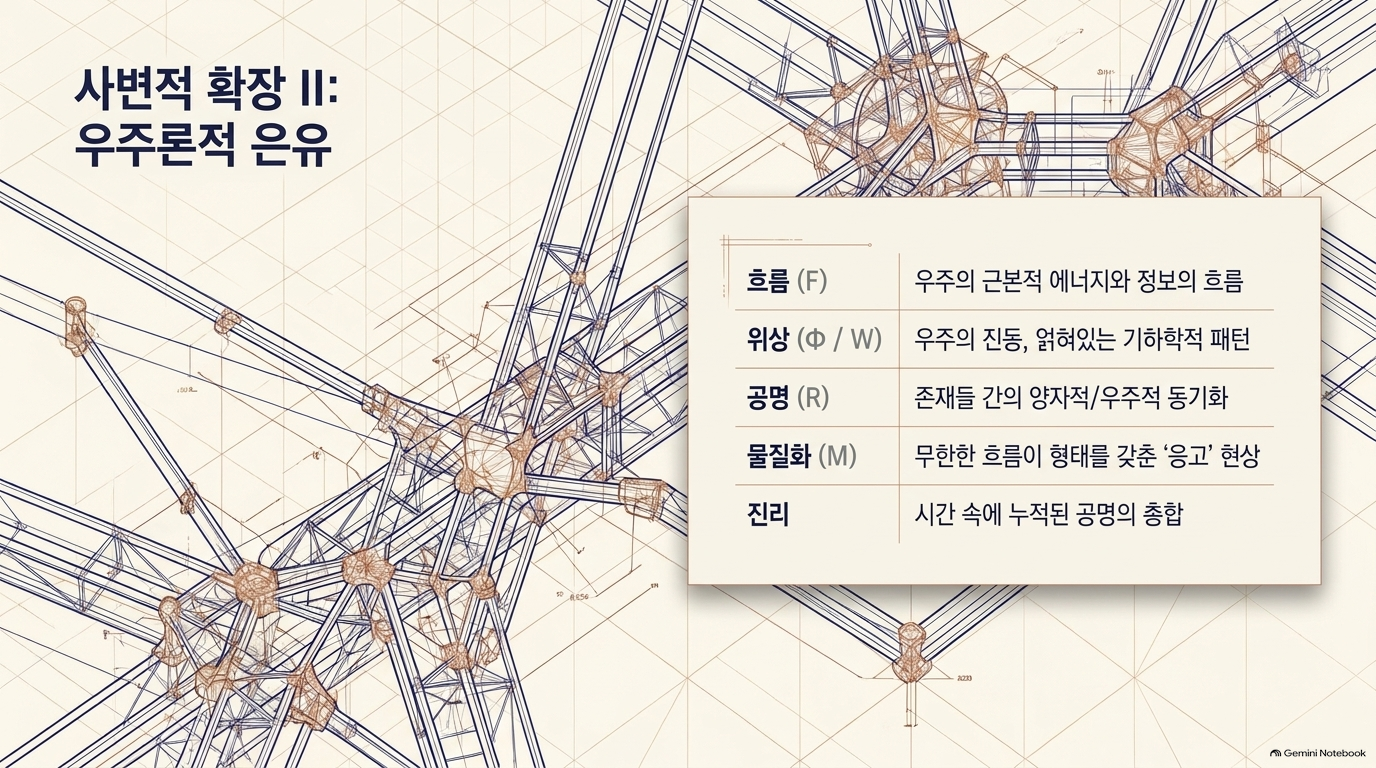 사변적 확장 II:
우주론적 은유
흐름 (F) 우주의 근본적 에너지와 정보의 흐름
위상 (Φ / W) 우주의 진동, 얽혀있는 기하학적 패턴
공명 (R) 존재들 간의 양자적/우주적 동기화
물질화 (M) 무한한 흐름이 형태를 갖춘 ‘응고’ 현상
진리 시간 속에 누적된 공명의 총합
Gemini Notebook